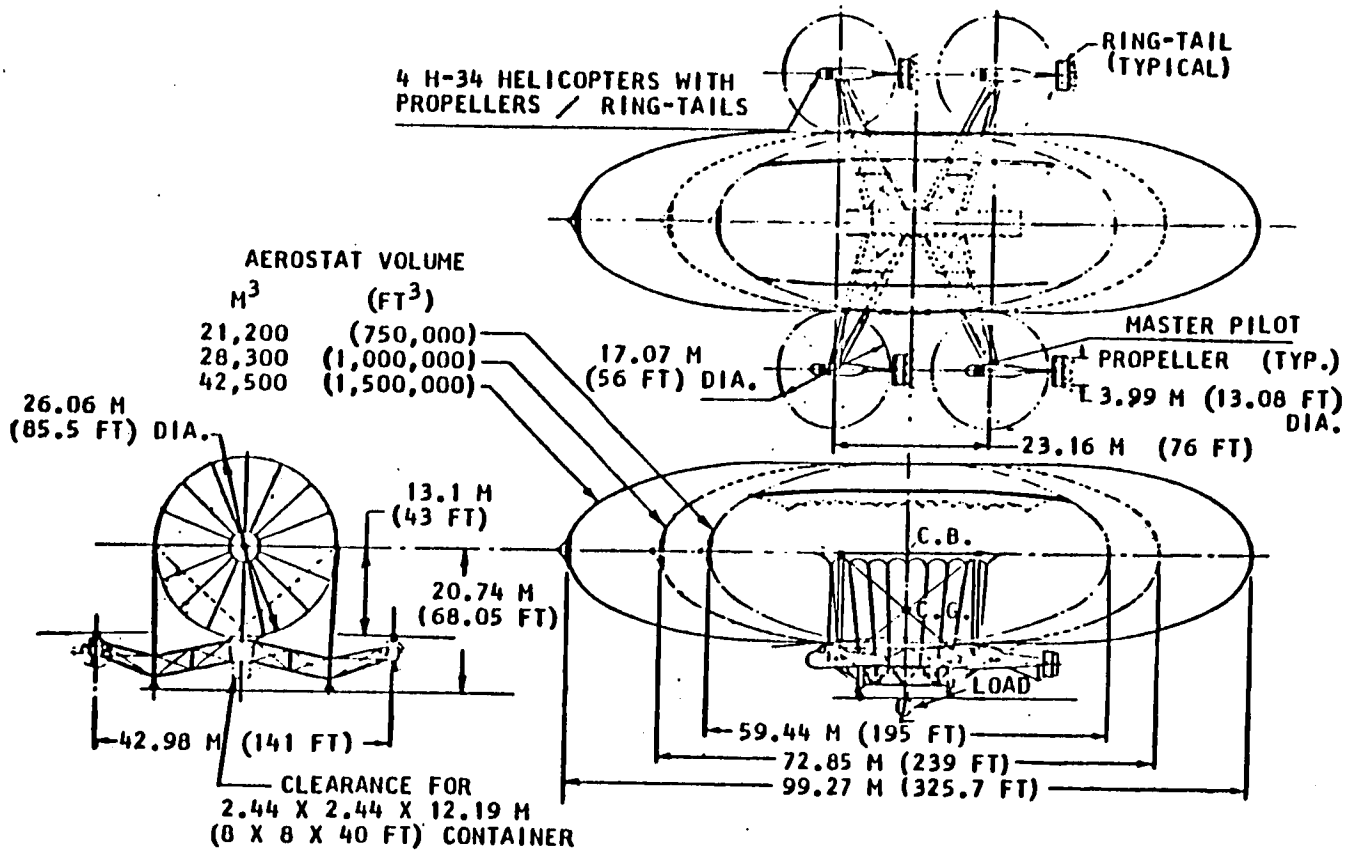 4 H-34 HELICOPTERS WITH
PROPELLERS / RING-TAILS
RING-TAIL
(TYPICAL)
AEROSTAT VOLUME
M³ (FT³)
21,200 (750,000)
28,300 (1,000,000)
42,500 (1,500,000)
17.07 M
(56 FT) DIA.
MASTER PILOT
PROPELLER (TYP.)
3.99 M (13.08 FT)
DIA.
23.16 M (76 FT)
26.06 M
(85.5 FT) DIA.
13.1 M
(43 FT)
20.74 M
(68.05 FT)
C.B.
C.G.
LOAD
42.98 M (141 FT)
59.44 M (195 FT)
72.85 M (239 FT)
99.27 M (325.7 FT)
CLEARANCE FOR
2.44 X 2.44 X 12.19 M
(8 X 8 X 40 FT) CONTAINER